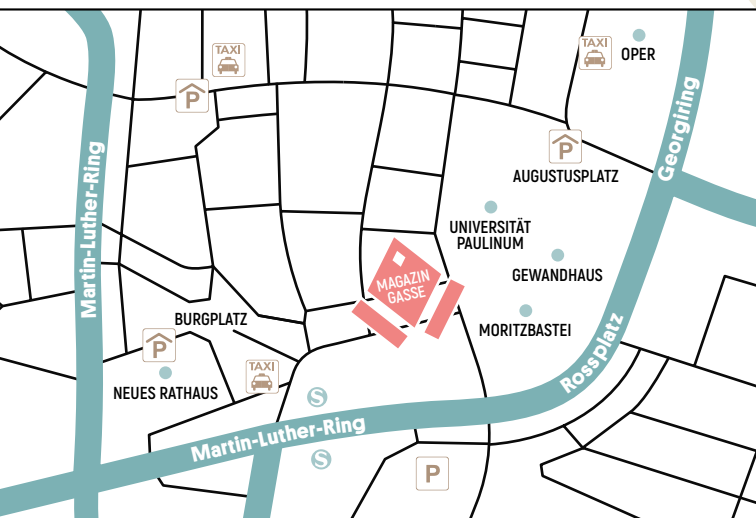 TAXI
TAXI
OPER
P
Georgiring
P
AUGUSTUSPLATZ
Martin-Luther-Ring
UNIVERSITÄT
PAULINUM
GEWANDHAUS
MAGAZIN
GASSE
BURGPLATZ
MORITZBASTEI
P
Rossplatz
TAXI
NEUES RATHAUS
S
Martin-Luther-Ring
S
P